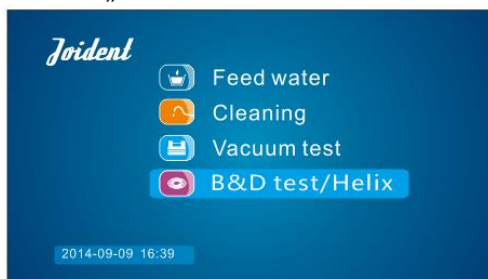 Joident
Feed water
Cleaning
Vacuum test
B&D test/Helix
2014-09-09 16:39